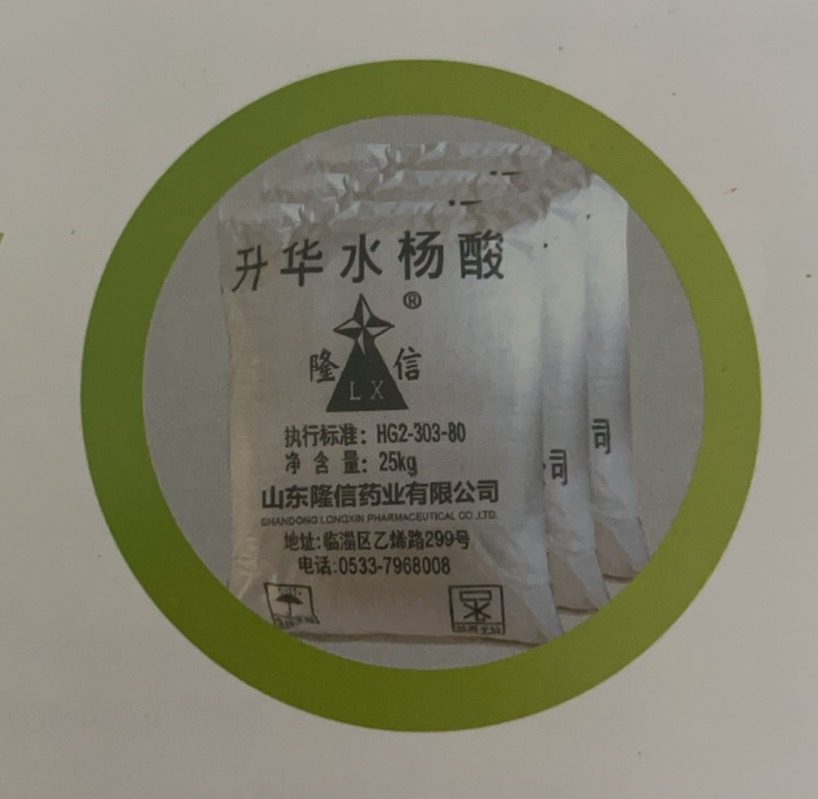 升华水杨酸
®
隆 信
LX
执行标准：HG2-303-80
净含量：25kg
山东隆信药业有限公司
SHANDONG LONGXIN PHARMACEUTICAL CO.,LTD.
地址:临淄区乙烯路299号
电话:0533-7968008
司
司